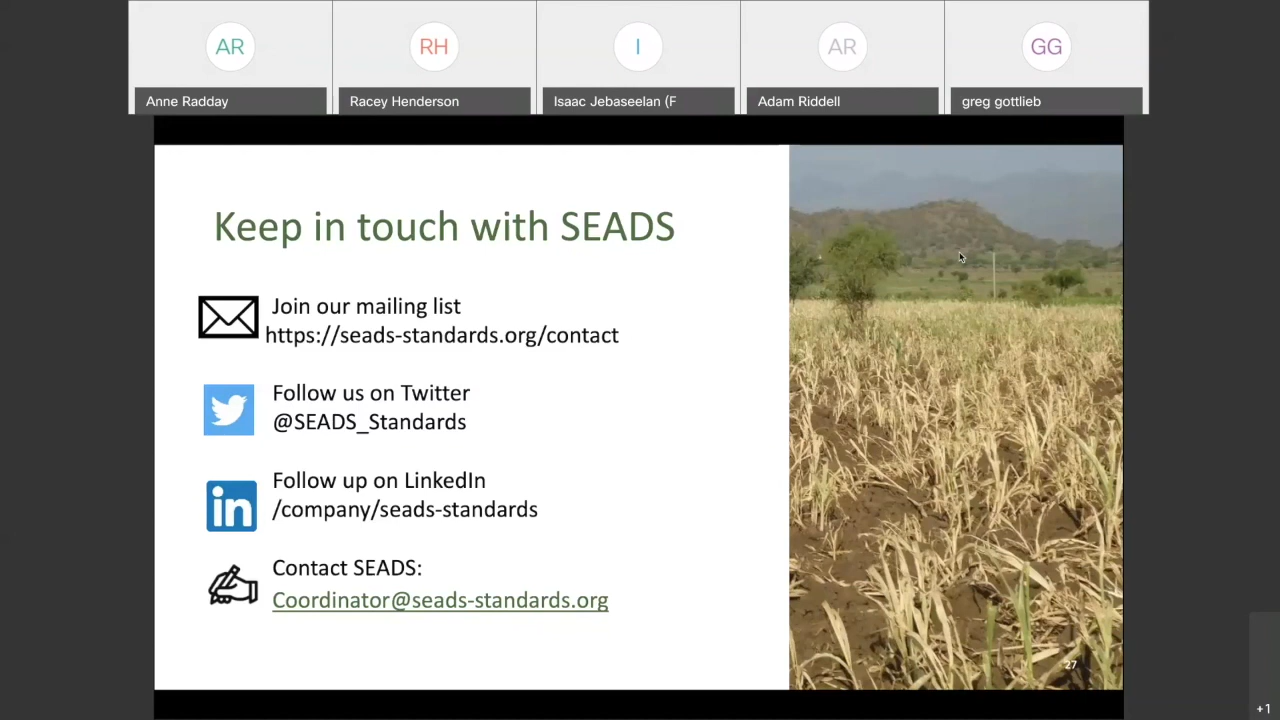 AR
RH
I
AR
GG
Anne Radday
Racey Henderson
Isaac Jebaseelan (F
Adam Riddell
greg gottlieb
Keep in touch with SEADS
Join our mailing list
https://seads-standards.org/contact
Follow us on Twitter
@SEADS_Standards
in
Follow up on LinkedIn
/company/seads-standards
Contact SEADS:
Coordinator@seads-standards.org
27
+1